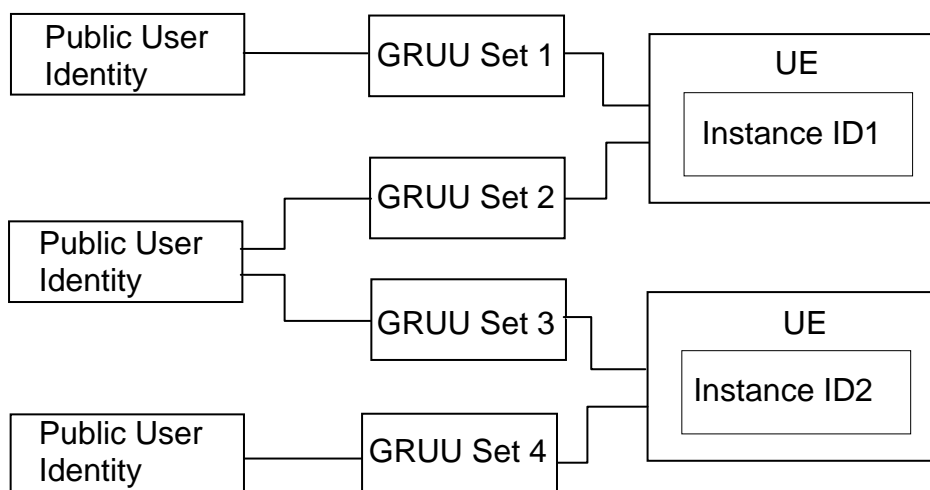 Public User
Identity
GRUU Set 1
UE
Instance ID1
GRUU Set 2
Public User
Identity
GRUU Set 3
UE
Instance ID2
Public User
Identity
GRUU Set 4